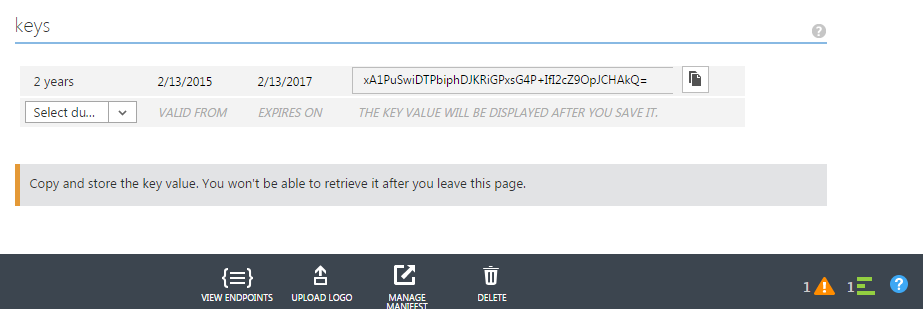 keys
?
2 years 2/13/2015 2/13/2017 xA1PuSwiDTPbiphDJKRiGPxsG4P+IfI2cZ9OpJCHAkQ=
Select du... VALID FROM EXPIRES ON THE KEY VALUE WILL BE DISPLAYED AFTER YOU SAVE IT.
Copy and store the key value. You won't be able to retrieve it after you leave this page.
VIEW ENDPOINTS UPLOAD LOGO MANAGE MANIFEST DELETE 1 1 ?